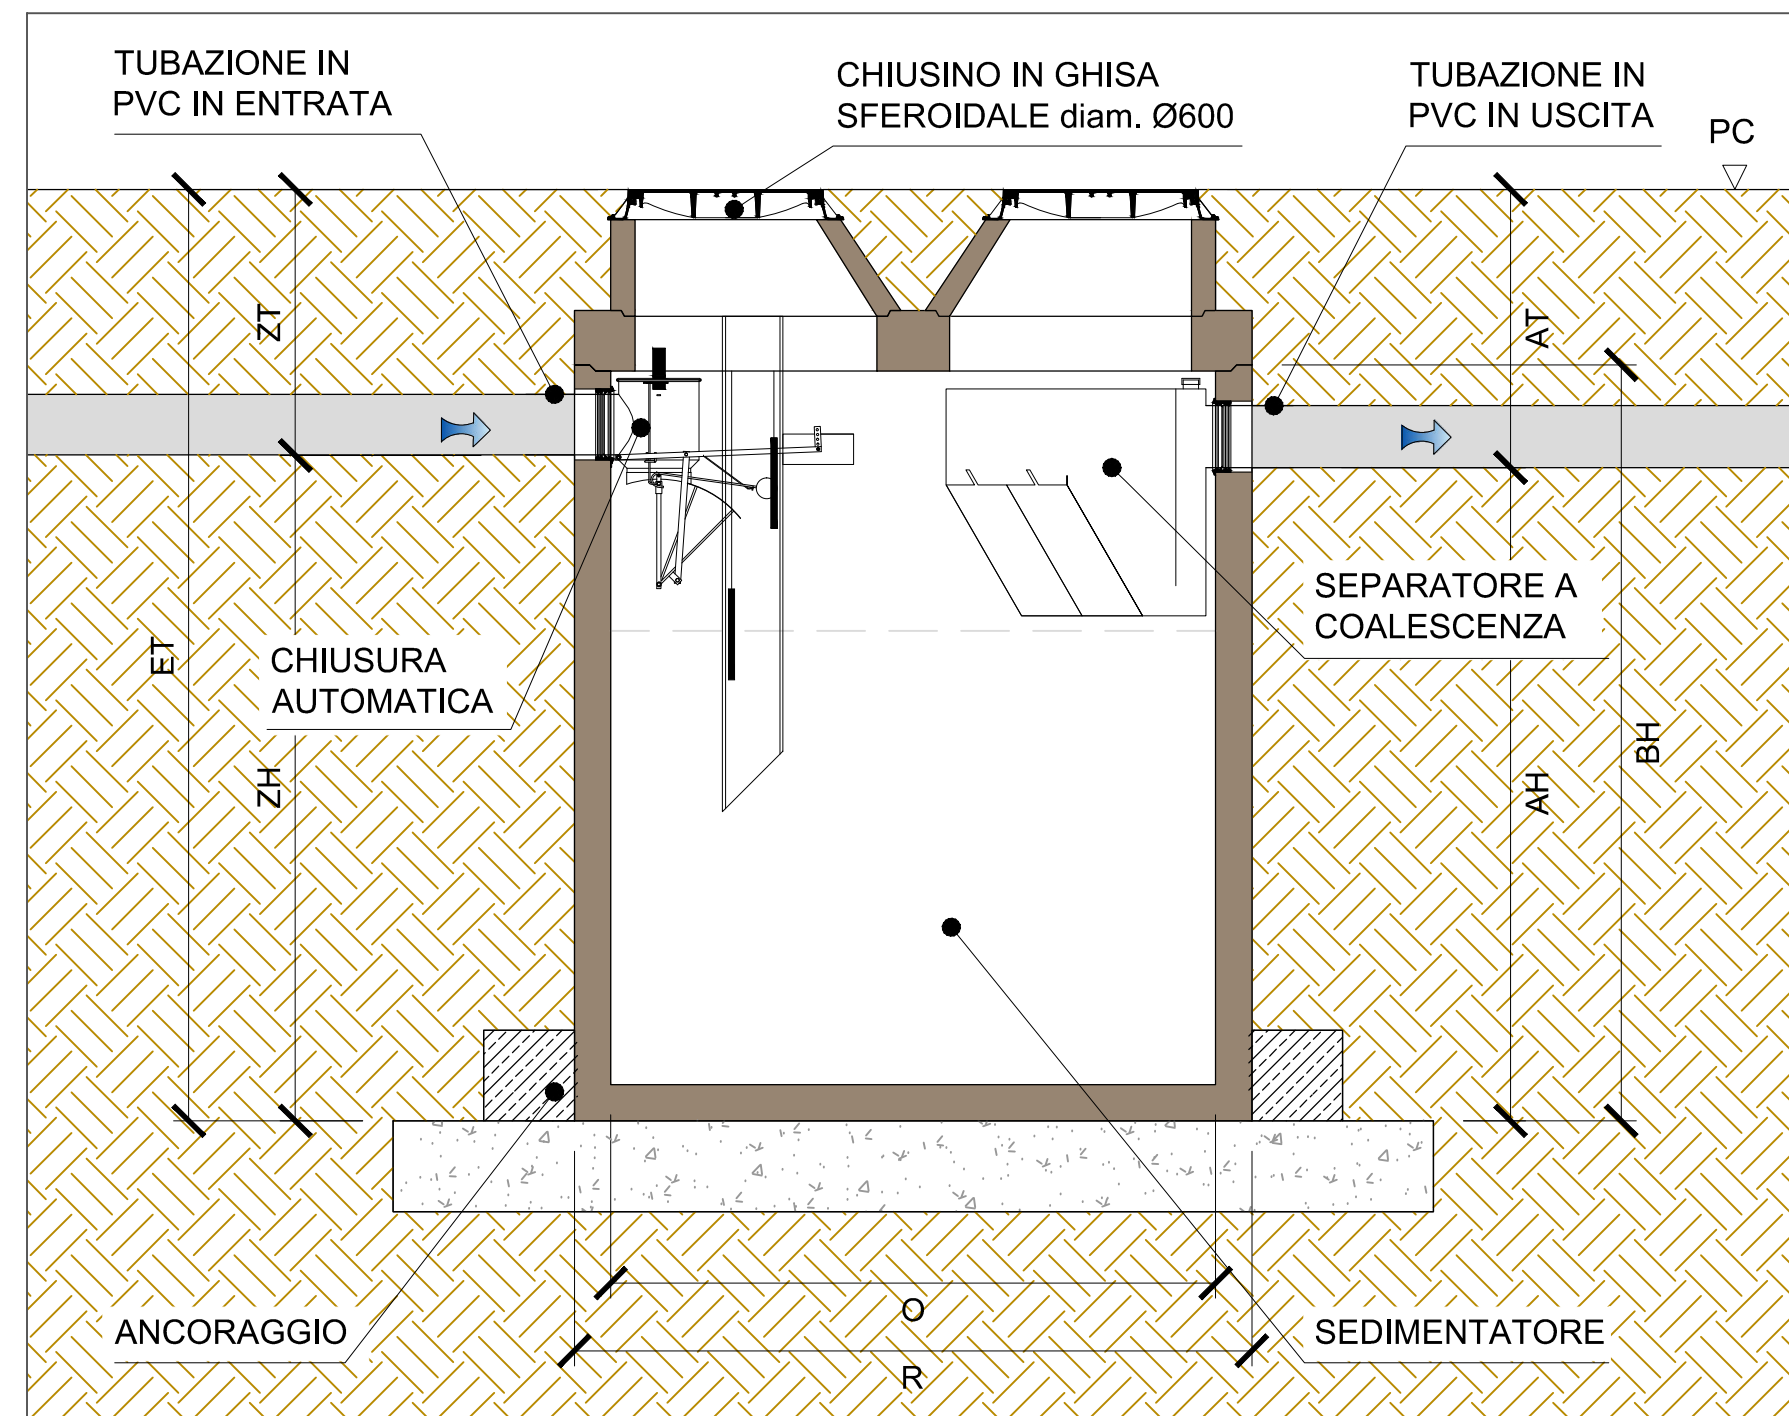 TUBAZIONE IN
PVC IN ENTRATA
CHIUSINO IN GHISA
SFEROIDALE diam. Ø600
TUBAZIONE IN
PVC IN USCITA
PC
ZT
AT
ET
CHIUSURA
AUTOMATICA
SEPARATORE A
COALESCENZA
ZH
AH
BH
ANCORAGGIO
O
SEDIMENTATORE
R